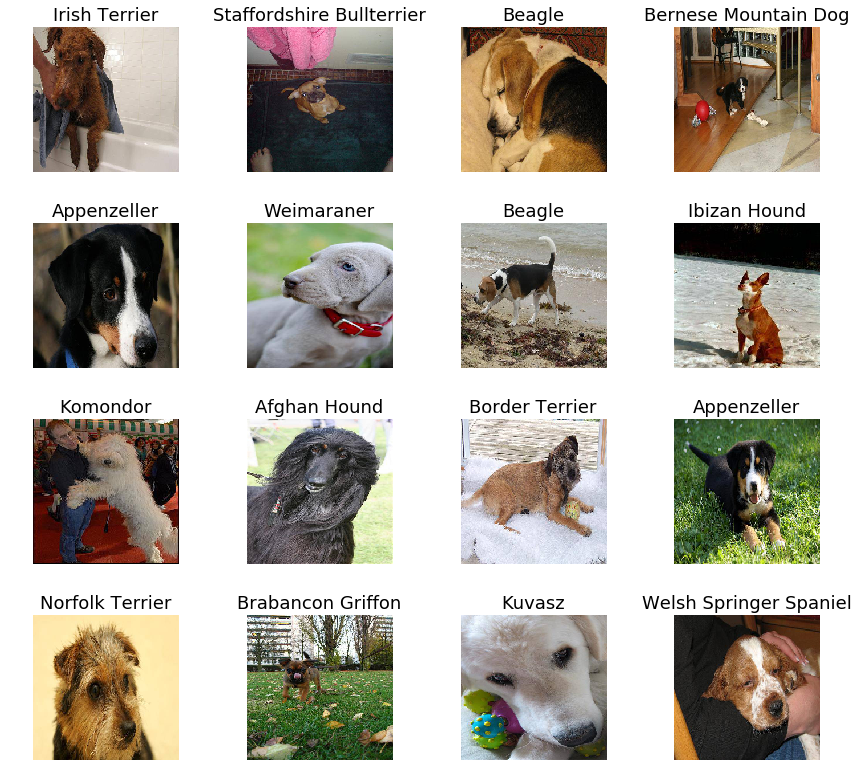 Irish Terrier
Staffordshire Bullterrier
Beagle
Bernese Mountain Dog
Appenzeller
Weimaraner
Beagle
Ibizan Hound
Komondor
Afghan Hound
Border Terrier
Appenzeller
Norfolk Terrier
Brabancon Griffon
Kuvasz
Welsh Springer Spaniel